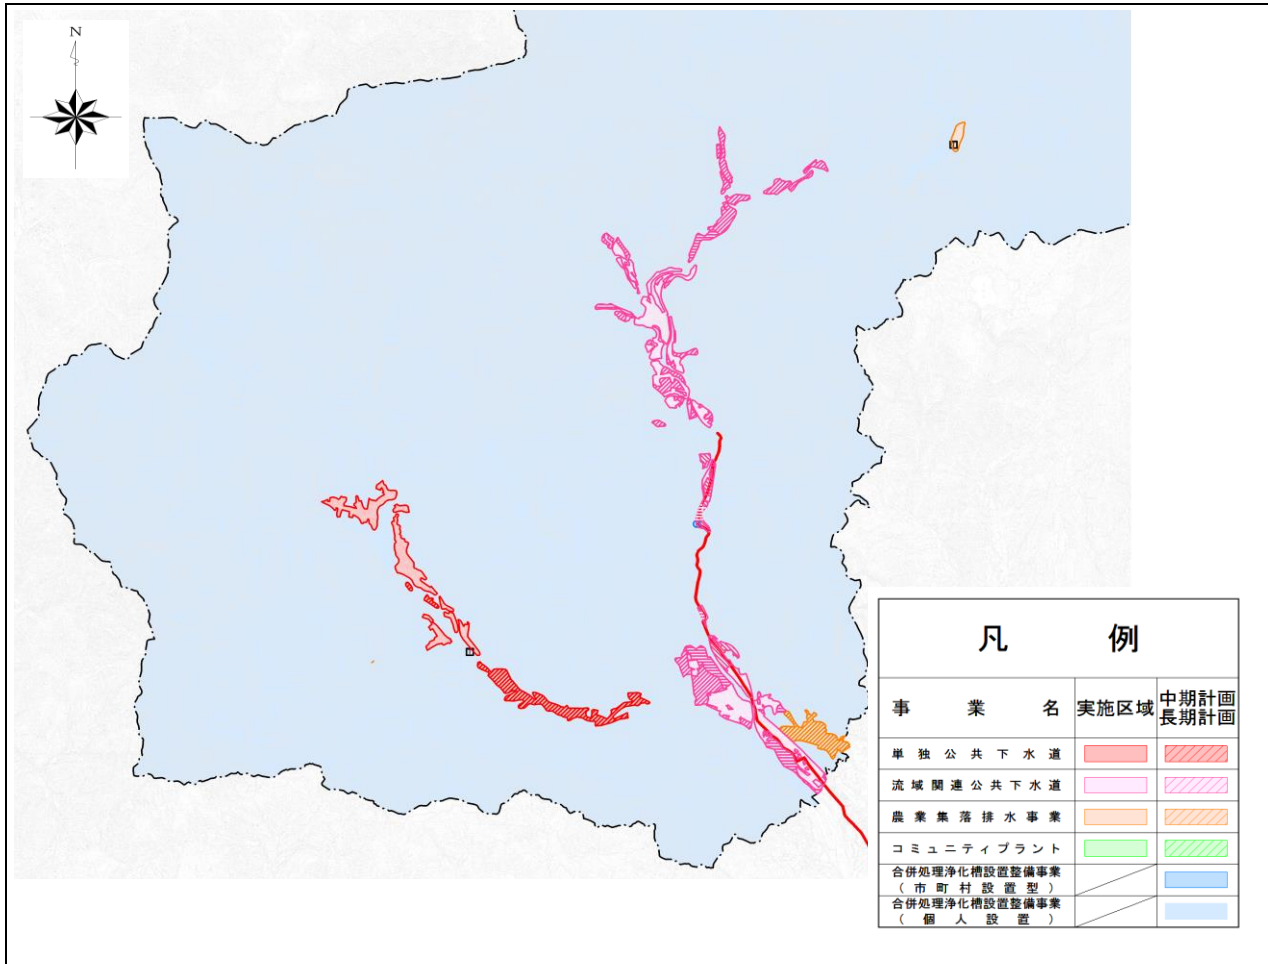 N
凡例
事業名 実施区域 中期計画
長期計画
単独公共下水道
流域関連公共下水道
農業集落排水事業
コミュニティプラント
合併処理浄化槽設置整備事業
(市町村設置型)
合併処理浄化槽設置整備事業
(個人設置)